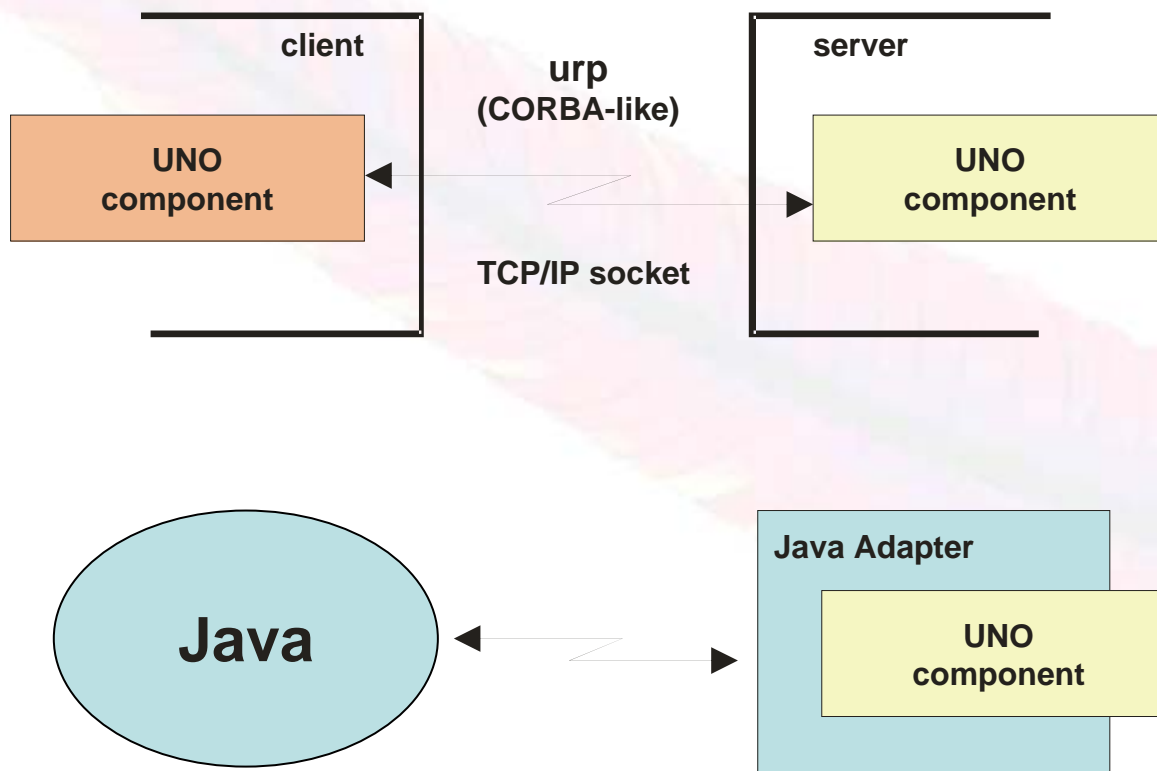 client
urp
(CORBA-like)
server
UNO
component
UNO
component
TCP/IP socket
Java
Java Adapter
UNO
component